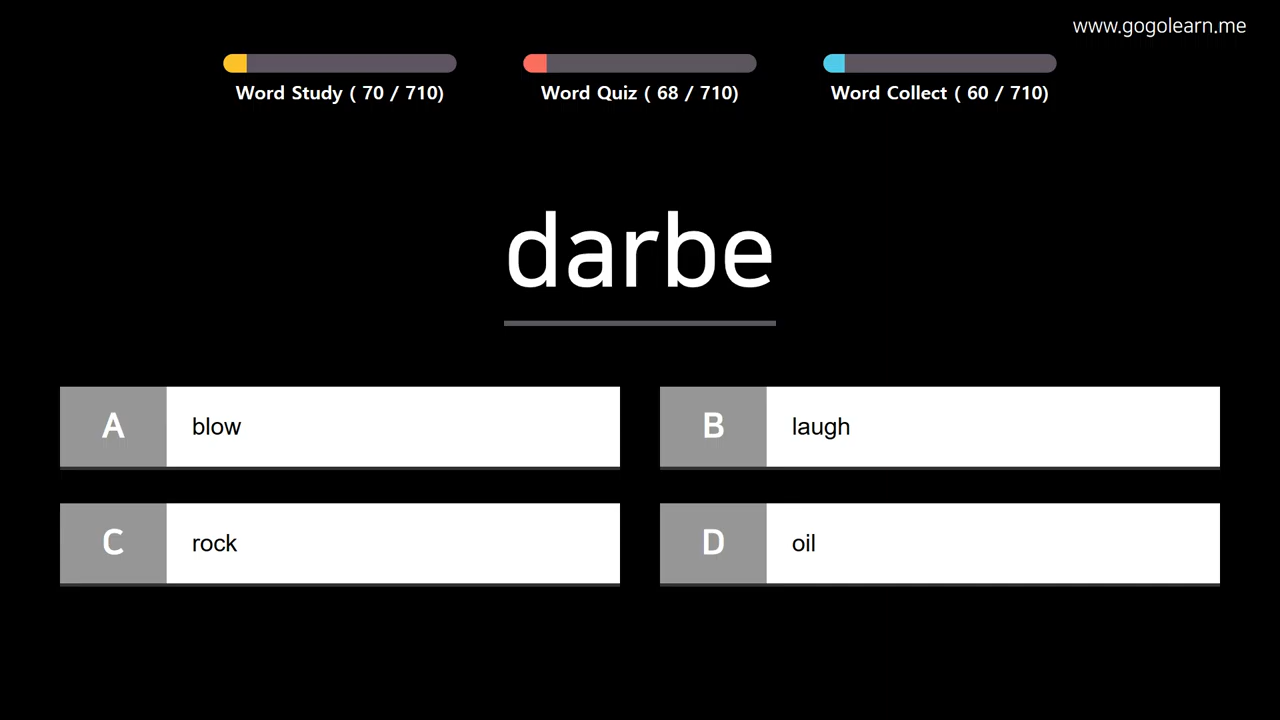 www.gogolearn.me
Word Study ( 70 / 710)
Word Quiz ( 68 / 710)
Word Collect ( 60 / 710)
darbe
A
blow
B
laugh
C
rock
D
oil